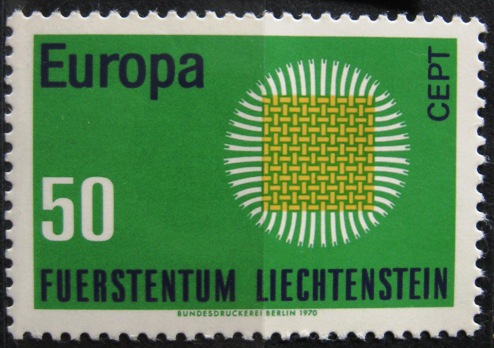 Europa
CEPT
50
FUERSTENTUM LIECHTENSTEIN
BUNDESDRUCKEREI BERLIN 1970